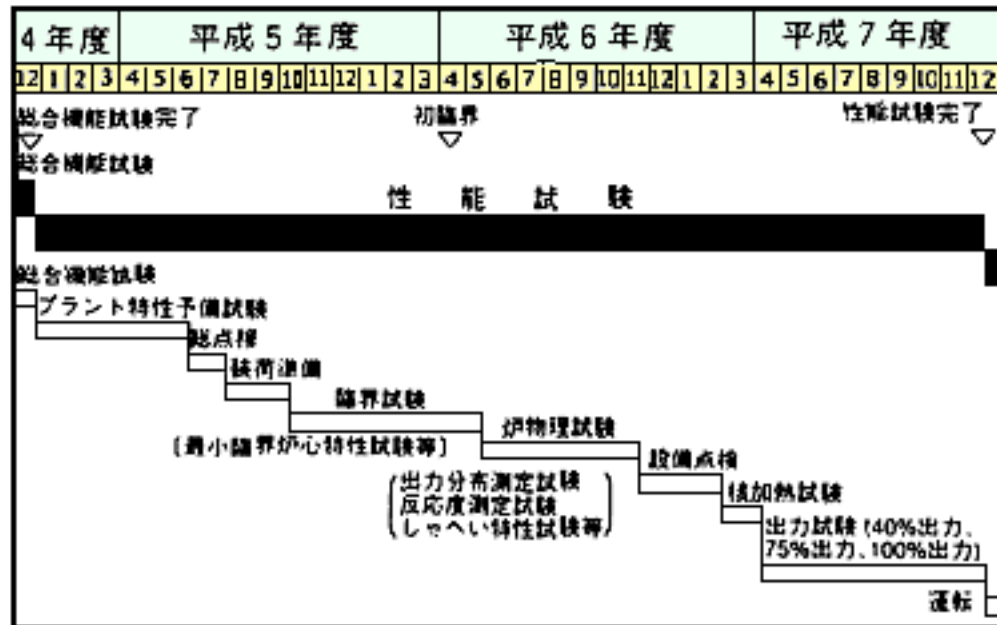 4年度 平成5年度 平成6年度 平成7年度
12 1 2 3 4 5 6 7 8 9 10 11 12 1 2 3 4 5 6 7 8 9 10 11 12 1 2 3 4 5 6 7 8 9 10 11 12
総合機能試験完了 初臨界 性能試験完了
総合機能試験
性能試験
総合機能試験
プラント特性予備試験
総点検
装荷準備
臨界試験
(最小臨界炉心特性試験等)
炉物理試験
出力分布測定試験
反応度測定試験
しゃへい特性試験等
設備点検
核加熱試験
出力試験(40%出力、
75%出力、100%出力)
運転